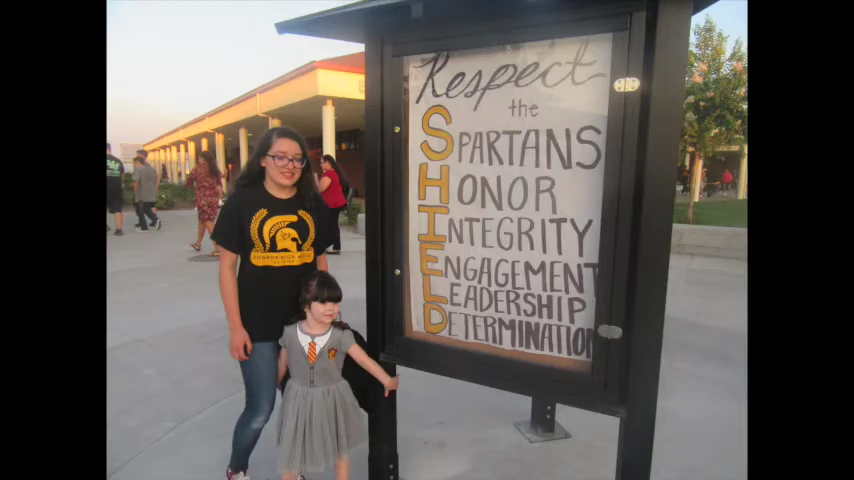 Respect
the
SPARTANS
HONOR
INTEGRITY
ENGAGEMENT
LEADERSHIP
DETERMINATION